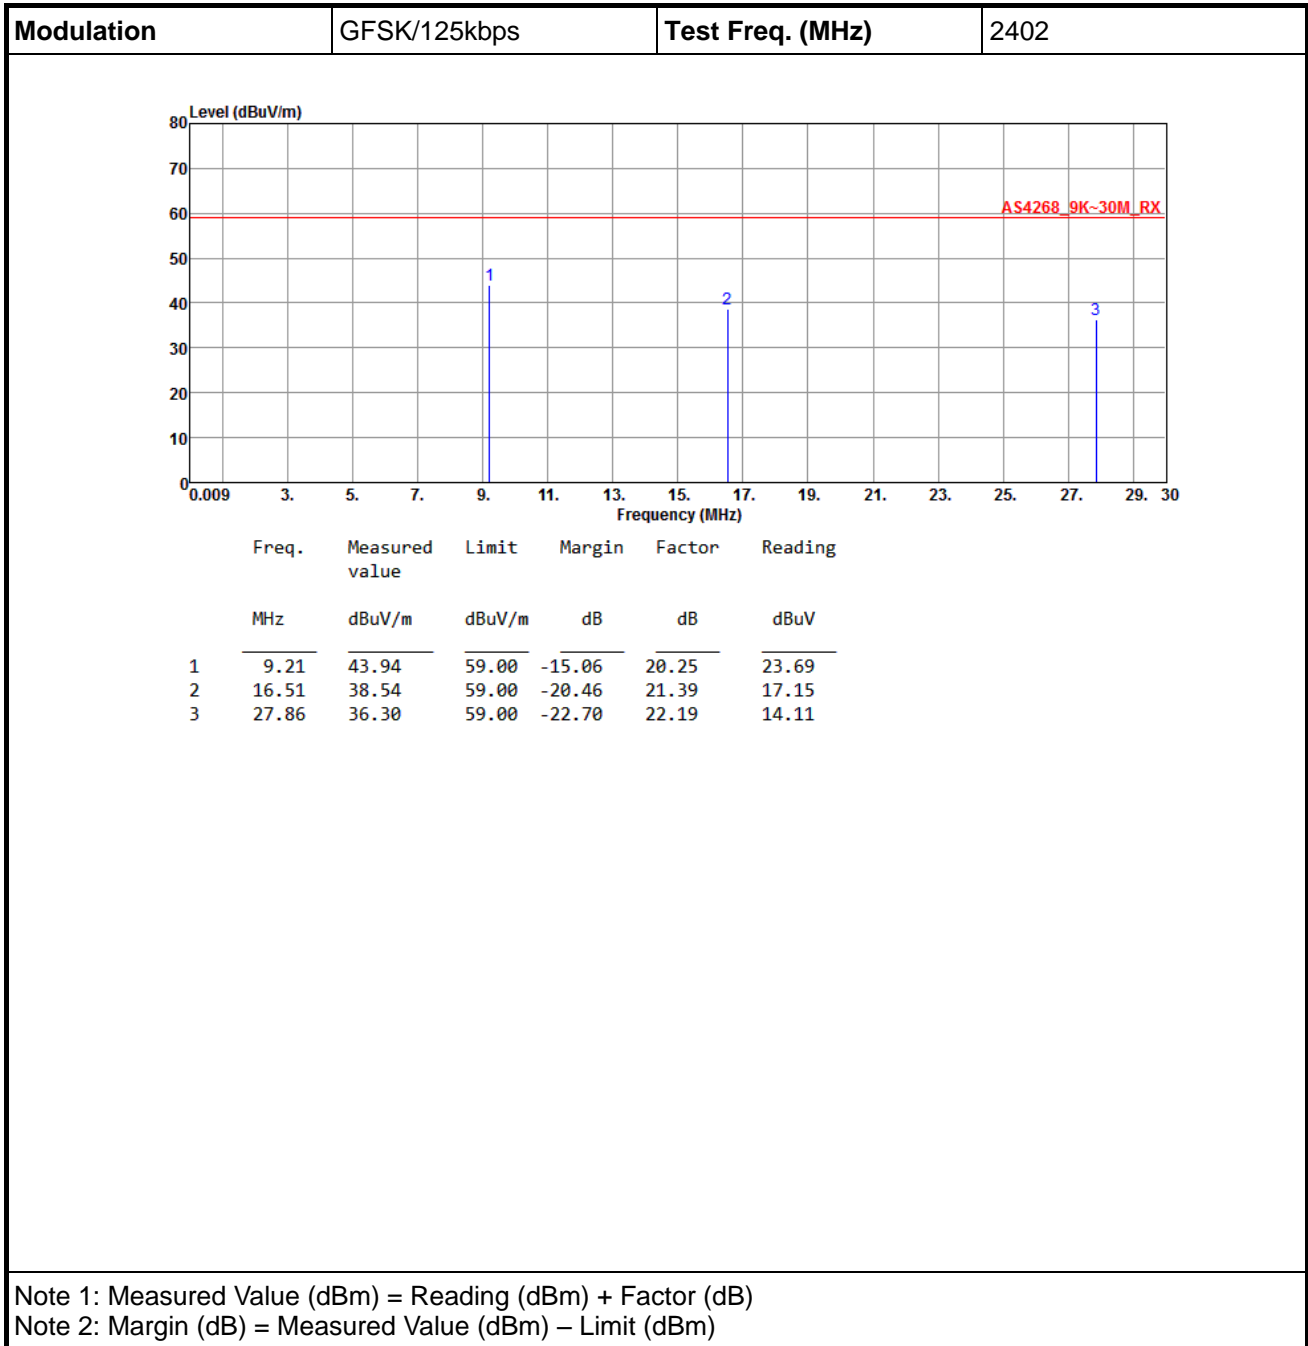 Modulation GFSK/125kbps Test Freq. (MHz) 2402
Level (dBuV/m)
80
70
60
AS4268_9K~30M_RX
50
1
40
2
3
30
20
10
0
0.009 3. 5. 7. 9. 11. 13. 15. 17. 19. 21. 23. 25. 27. 29. 30
Frequency (MHz)
Freq. Measured Limit Margin Factor Reading
value
MHz dBuV/m dBuV/m dB dB dBuV
1 9.21 43.94 59.00 -15.06 20.25 23.69
2 16.51 38.54 59.00 -20.46 21.39 17.15
3 27.86 36.30 59.00 -22.70 22.19 14.11
Note 1: Measured Value (dBm) = Reading (dBm) + Factor (dB)
Note 2: Margin (dB) = Measured Value (dBm) – Limit (dBm)